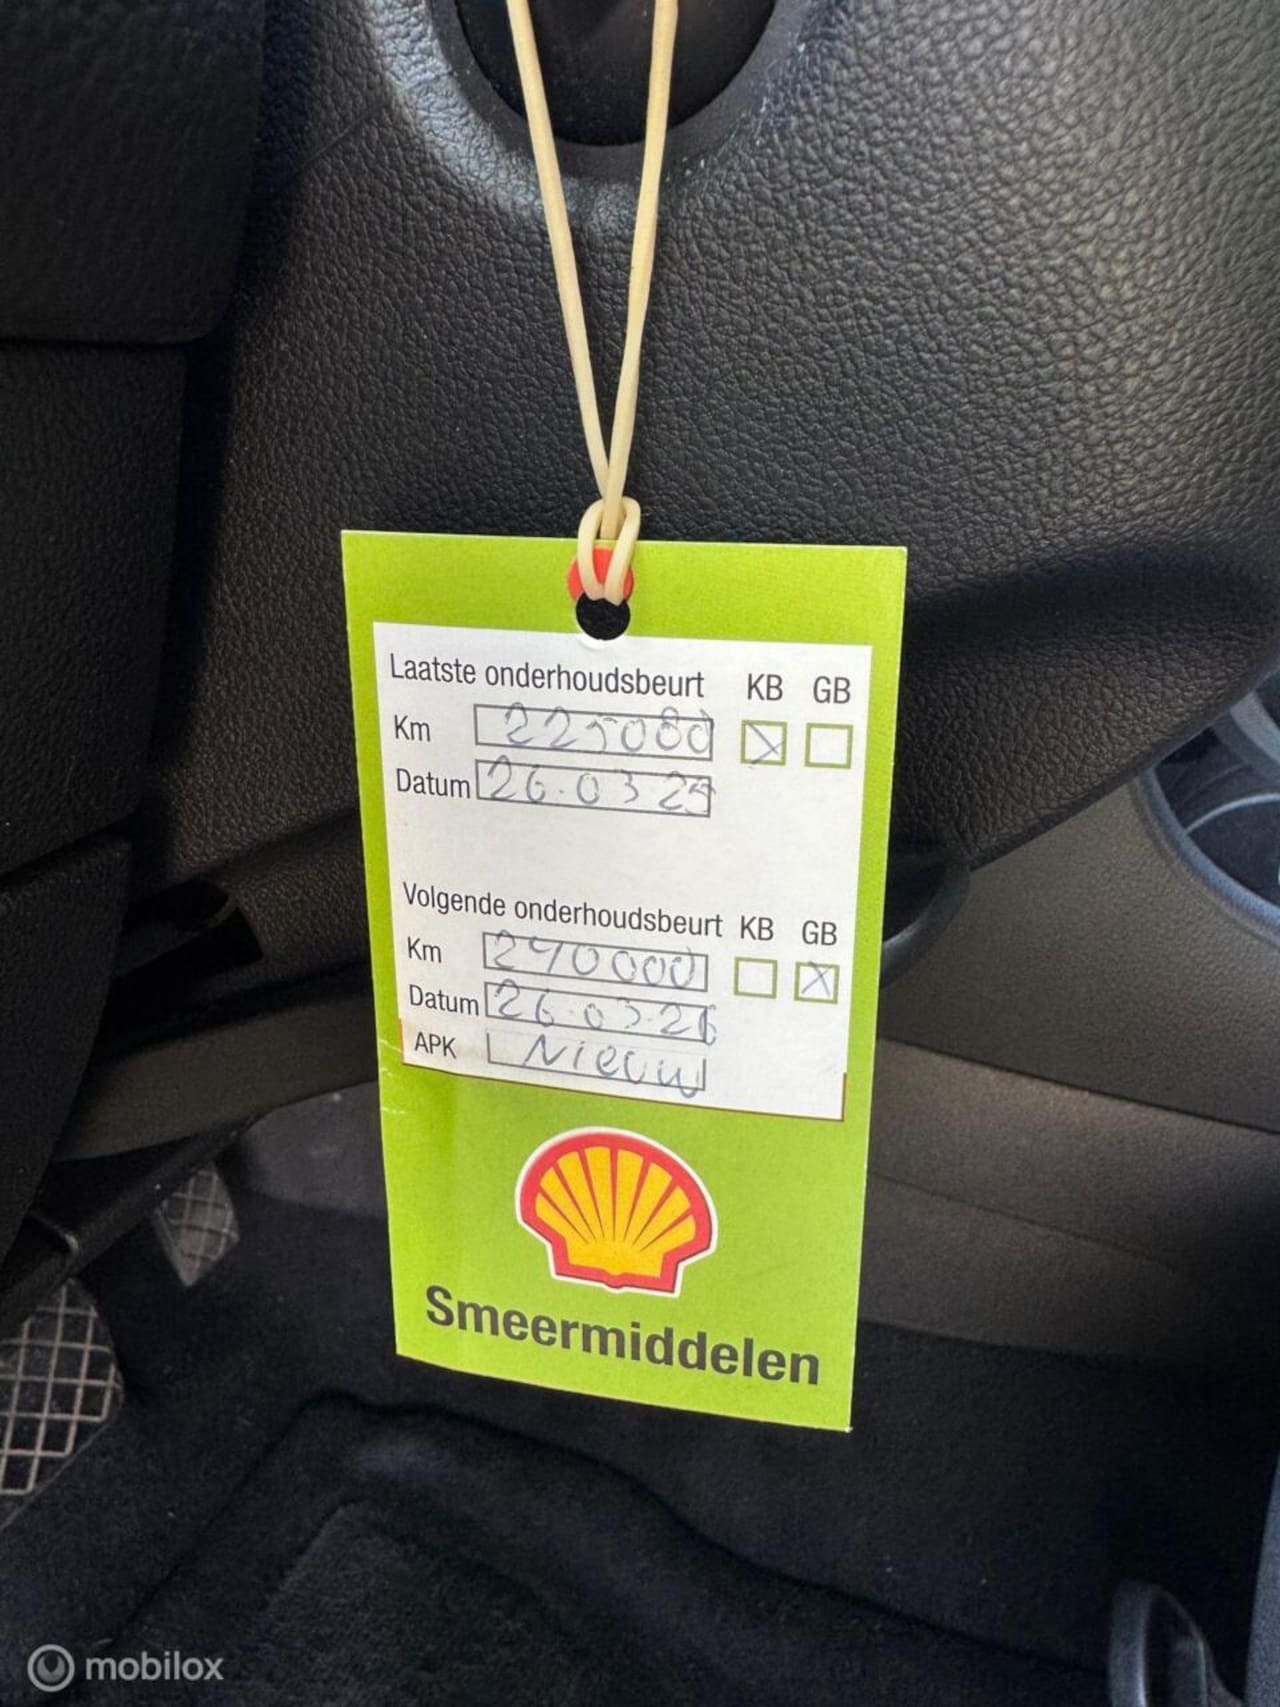 Laatste onderhoudsbeurt KB GB
Km 225080 X
Datum 26.03.25
Volgende onderhoudsbeurt KB GB
Km 240000 X
Datum 26.03.26
APK Nieuw
Smeermiddelen
mobilox